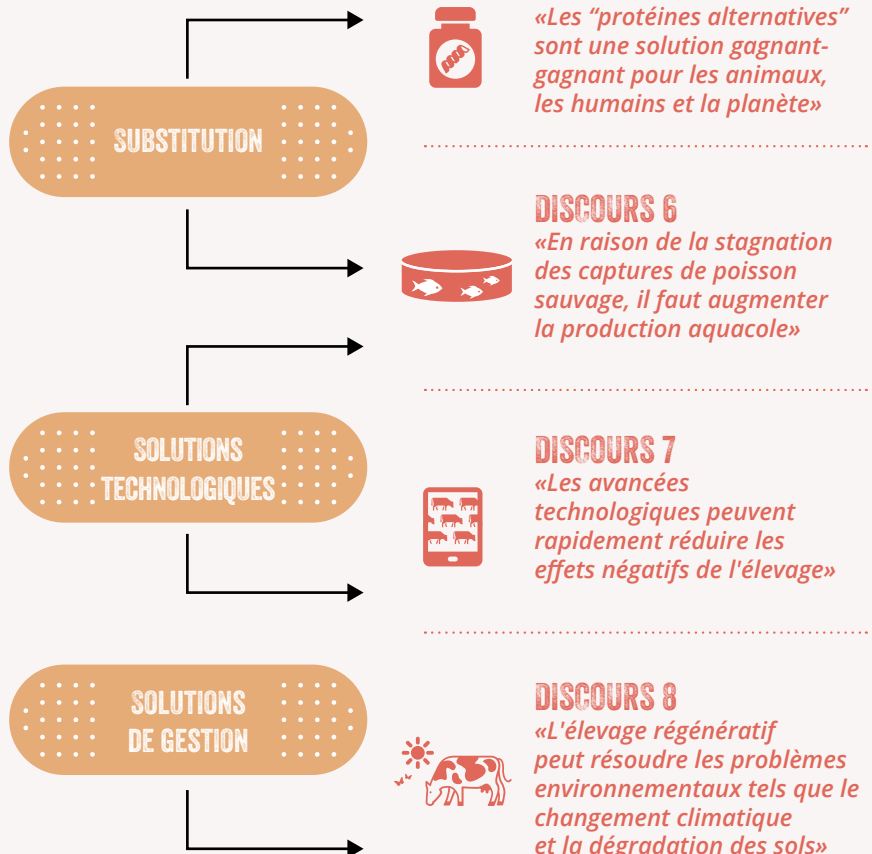 «Les “protéines alternatives”
sont une solution gagnant-
gagnant pour les animaux,
les humains et la planète»
SUBSTITUTION
DISCOURS 6
«En raison de la stagnation
des captures de poisson
sauvage, il faut augmenter
la production aquacole»
SOLUTIONS
TECHNOLOGIQUES
DISCOURS 7
«Les avancées
technologiques peuvent
rapidement réduire les
effets négatifs de l'élevage»
SOLUTIONS
DE GESTION
DISCOURS 8
«L'élevage régénératif
peut résoudre les problèmes
environnementaux tels que le
changement climatique
et la dégradation des sols»